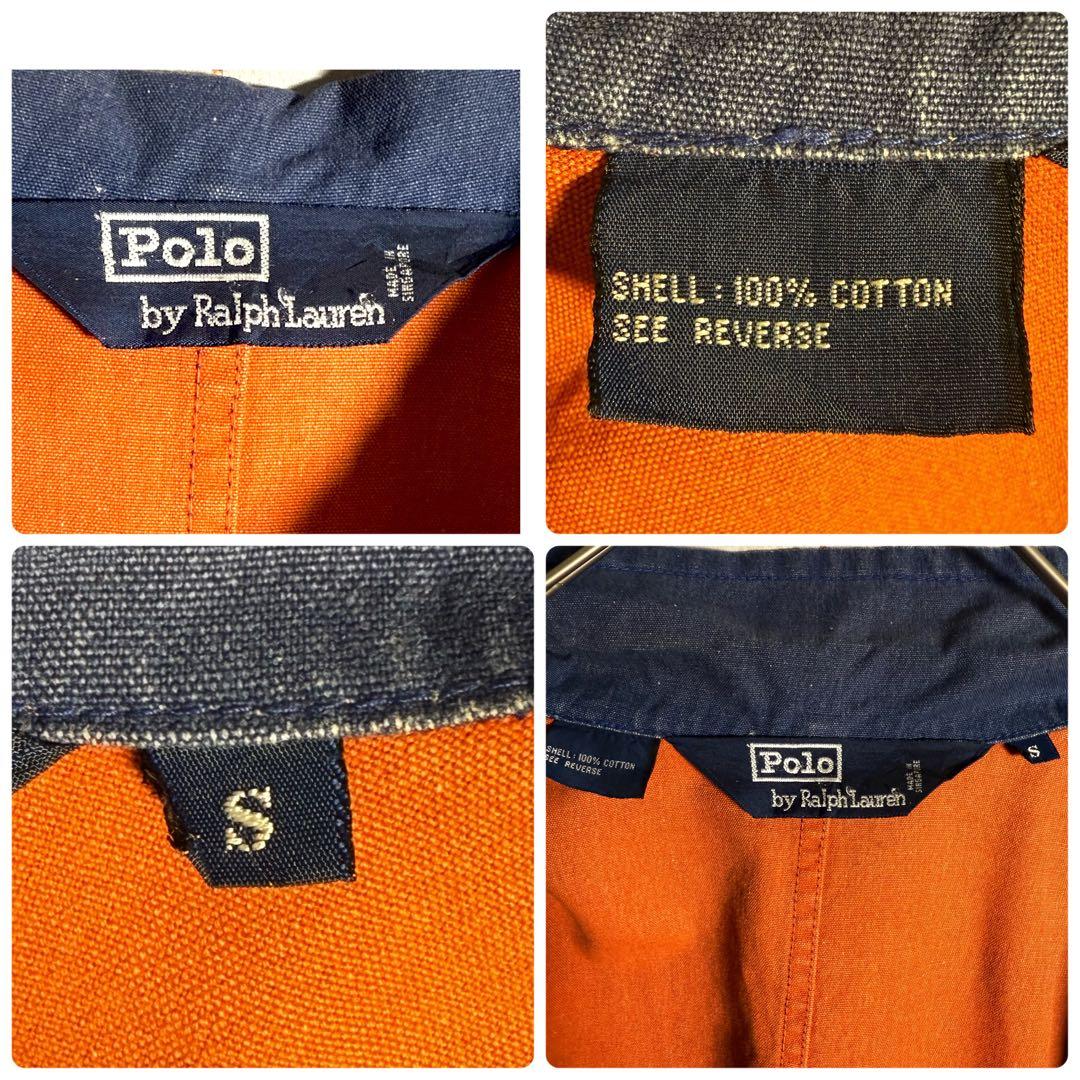 Polo
by Ralph Lauren
MADE IN
SINGAPORE
SHELL: 100% COTTON
SEE REVERSE
S
SHELL: 100% COTTON
SEE REVERSE
Polo
by Ralph Lauren
MADE IN
SINGAPORE
S